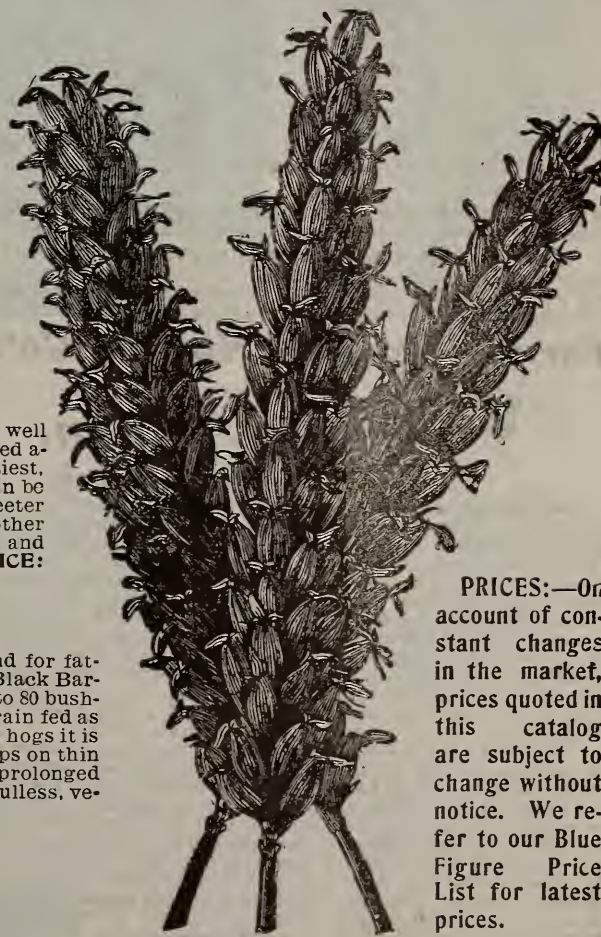 well
ed a-
iest,
n be
eeter
ther
and
ICE:
nd for fat-
Black Bar-
to 80 bush-
rain fed as
hogs it is
ps on thin
prolonged
ulless, ve-
PRICES:—On
account of con-
stant changes
in the market,
prices quoted in
this catalog
are subject to
change without
notice. We re-
fer to our Blue
Figure Price
List for latest
prices.